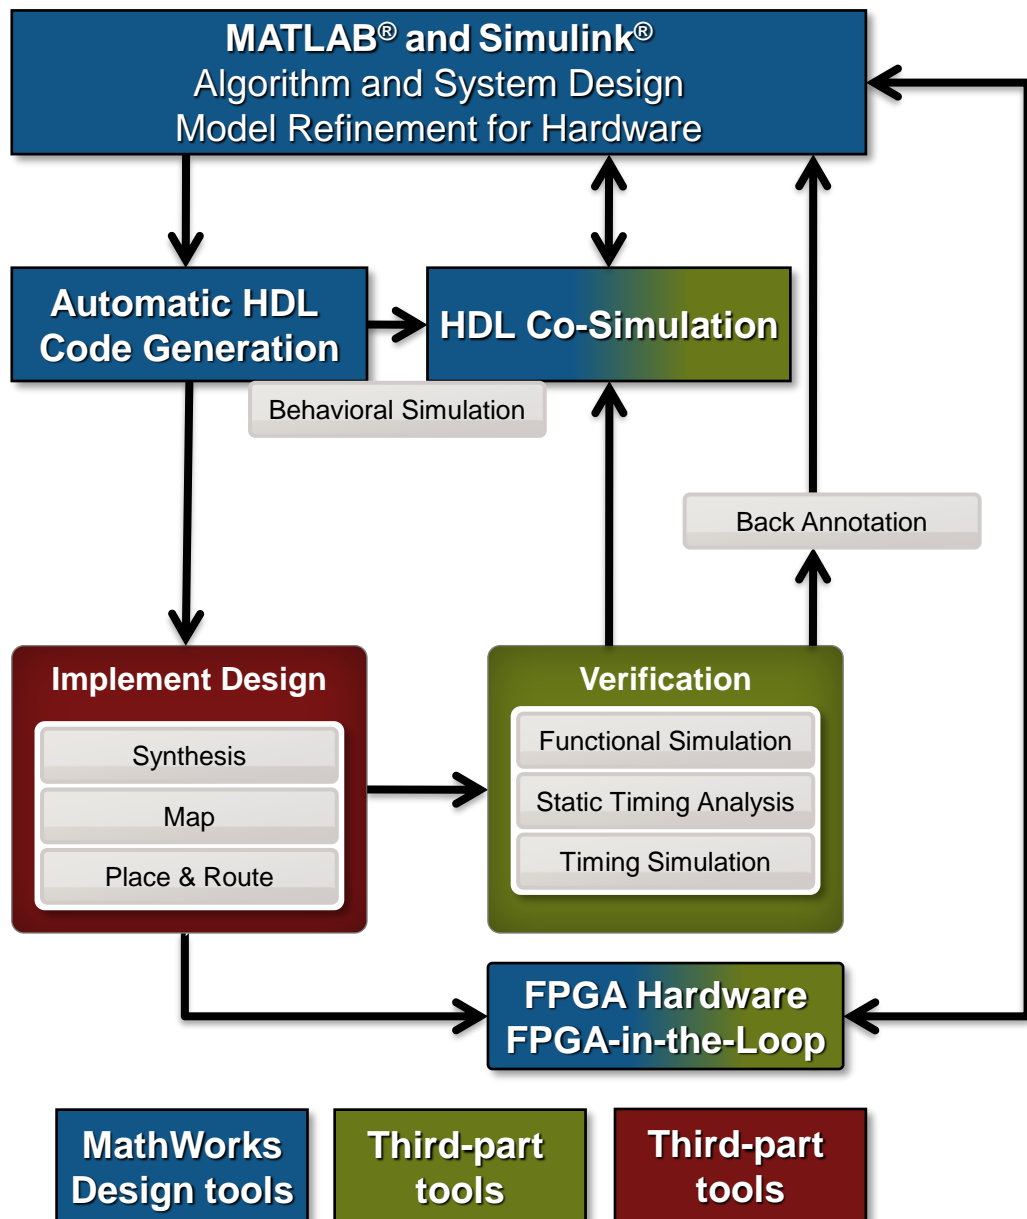 MATLAB® and Simulink®
Algorithm and System Design
Model Refinement for Hardware
Automatic HDL
Code Generation
HDL Co-Simulation
Behavioral Simulation
Back Annotation
Implement Design
Synthesis
Map
Place & Route
Verification
Functional Simulation
Static Timing Analysis
Timing Simulation
FPGA Hardware
FPGA-in-the-Loop
MathWorks
Design tools
Third-part
tools
Third-part
tools